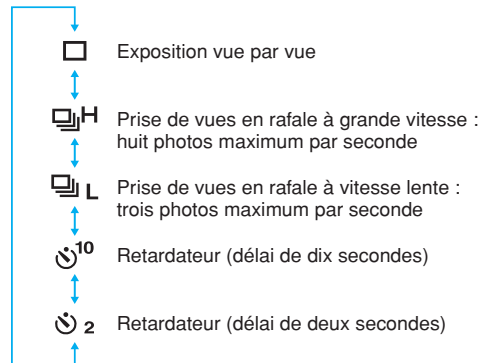 Exposition vue par vue
H Prise de vues en rafale à grande vitesse :
huit photos maximum par seconde
L Prise de vues en rafale à vitesse lente :
trois photos maximum par seconde
10 Retardateur (délai de dix secondes)
2 Retardateur (délai de deux secondes)